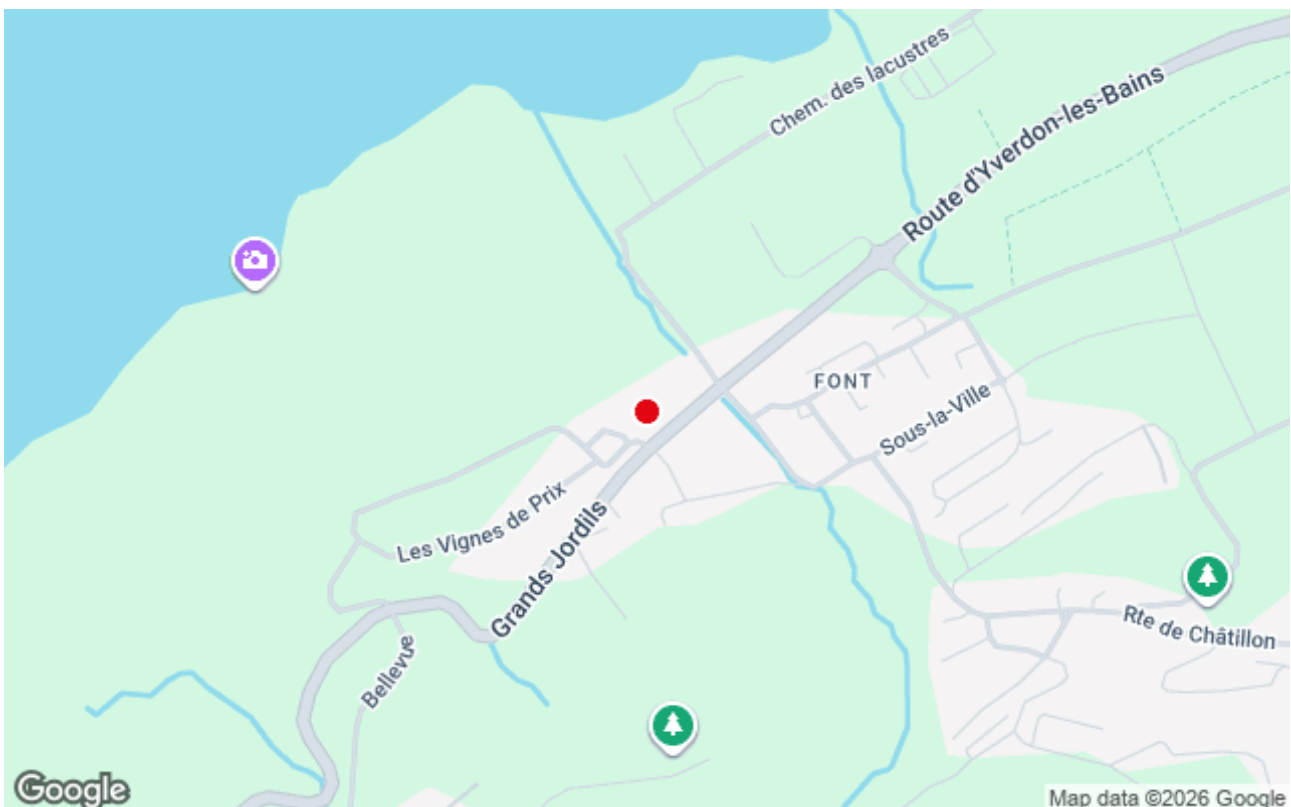 Chem. des lacustres
Route d'Yverdon-les-Bains
FONT
Sous-la-Ville
Les Vignes de Prix
Grands Jordils
Bellevue
Rte de Châtillon
Google
Map data ©2026 Google